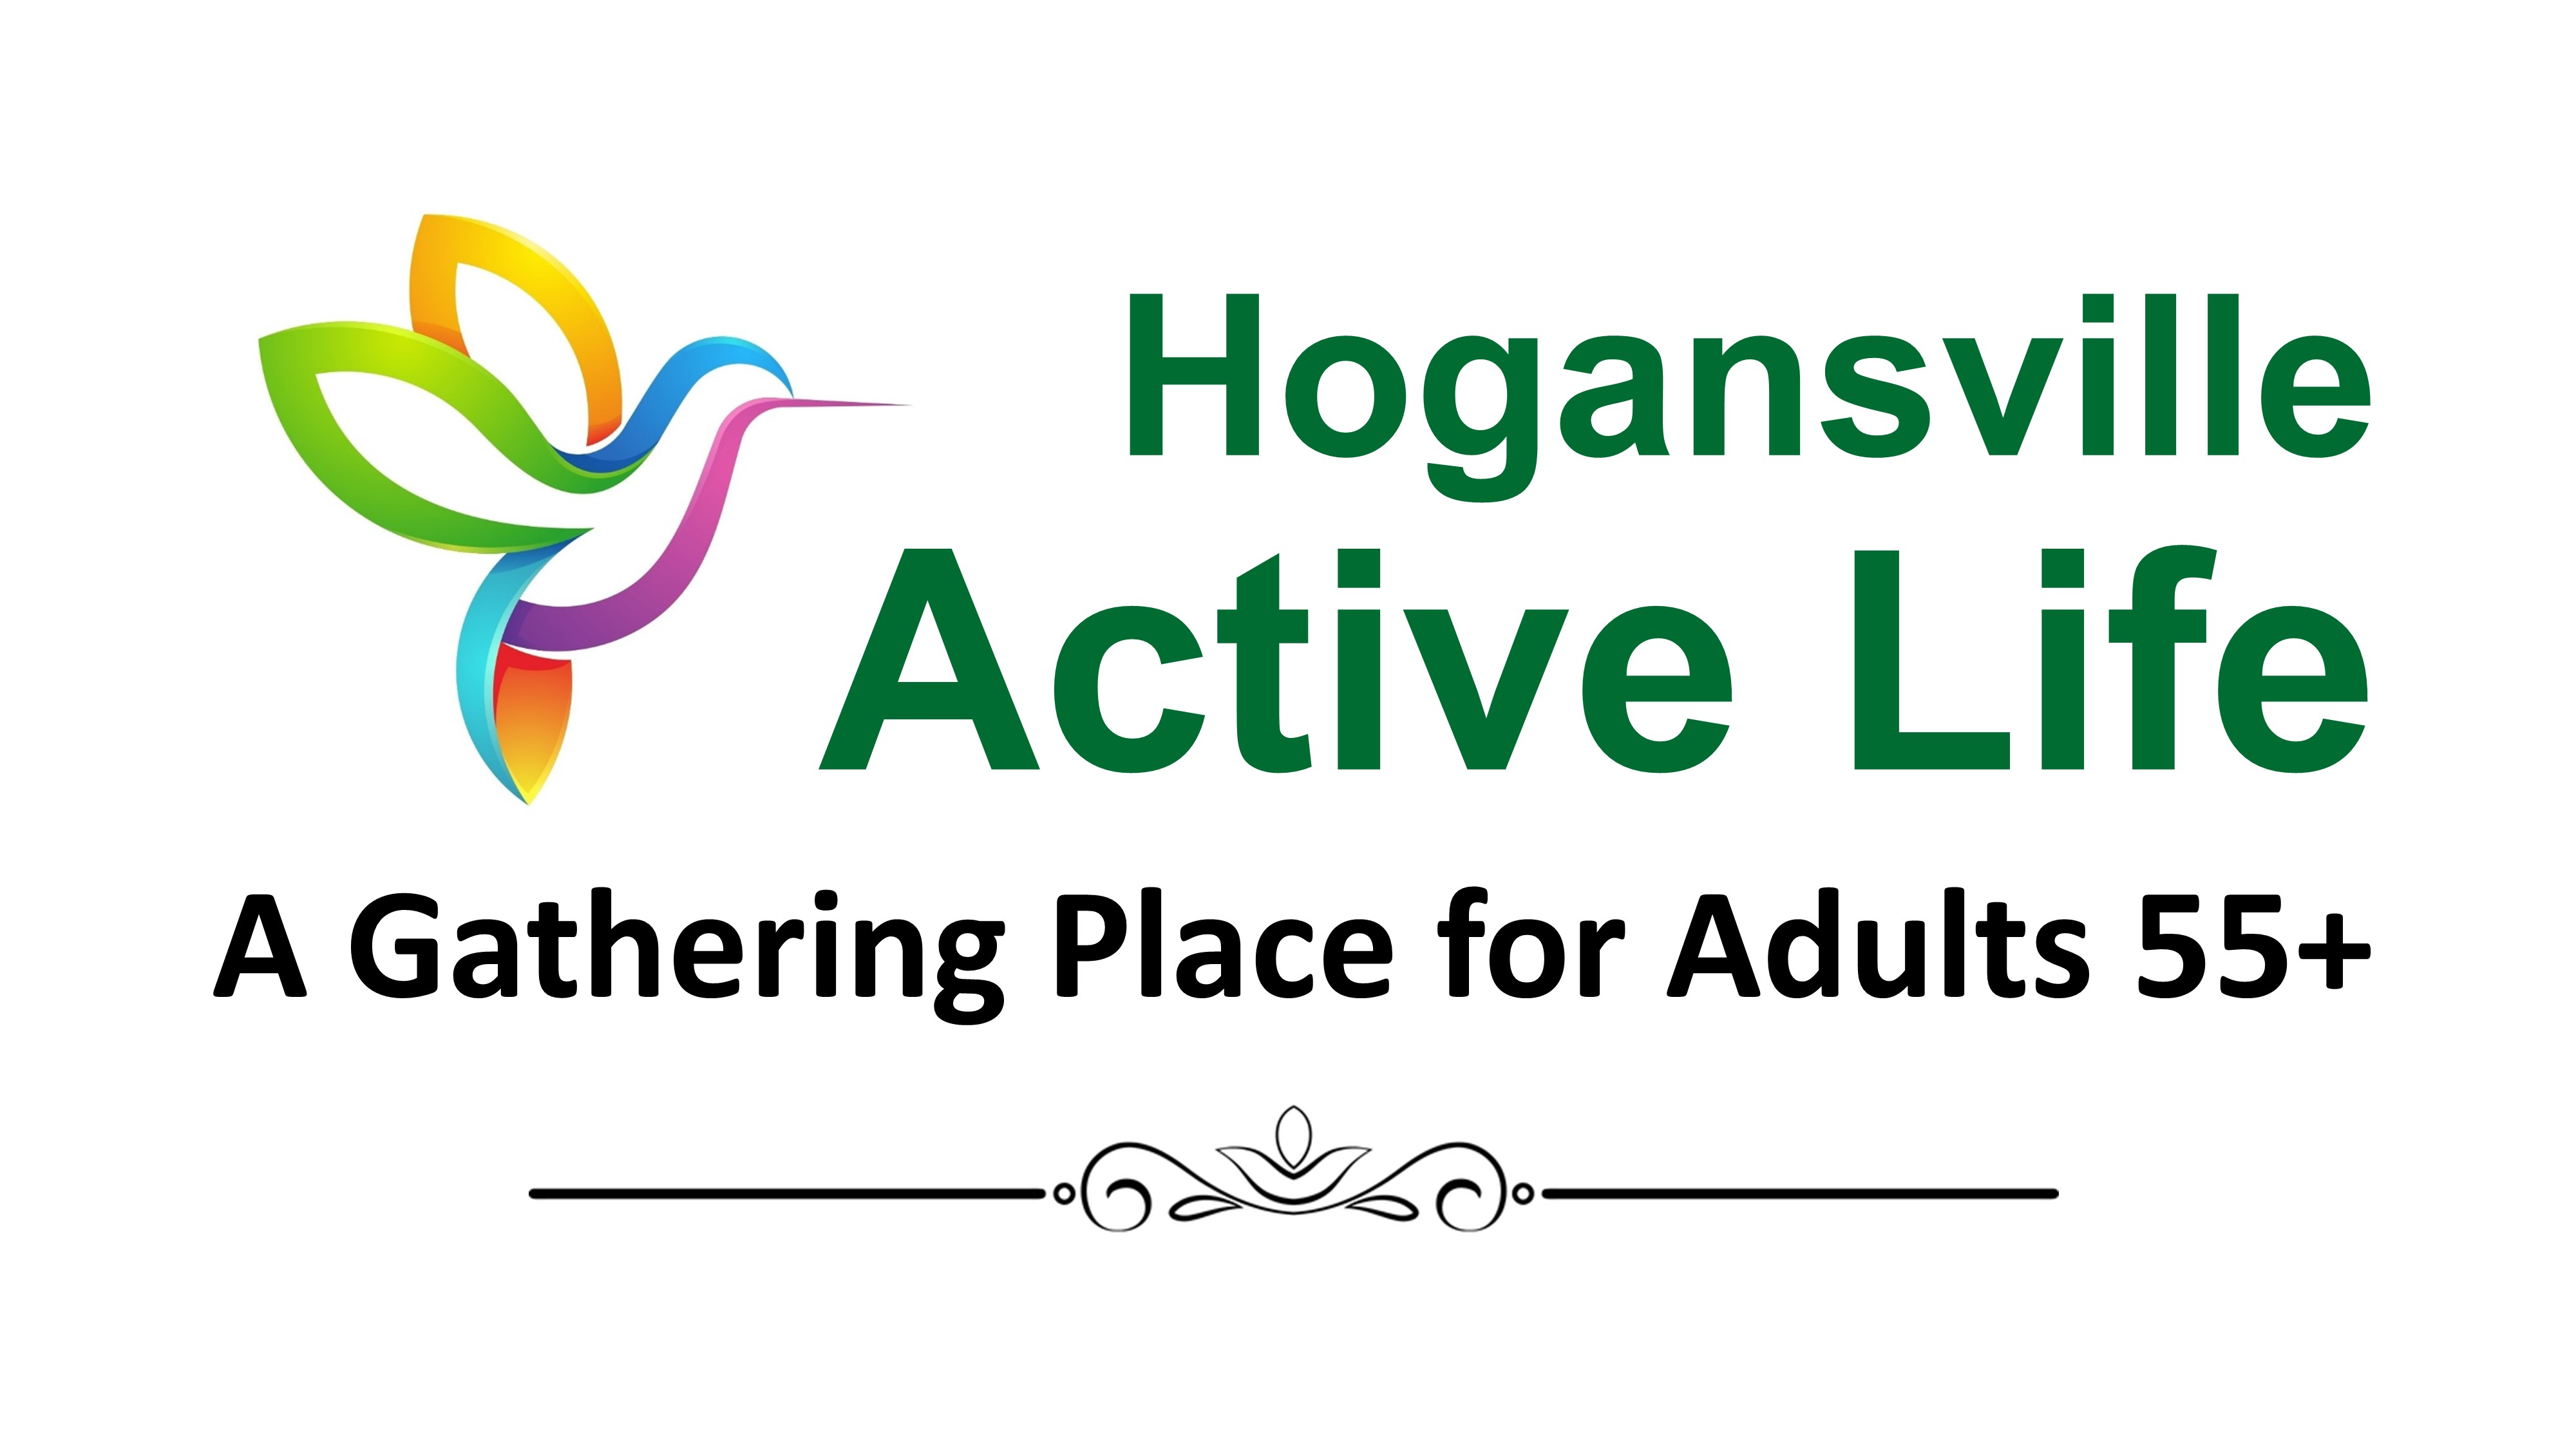 Hogansville
Active Life
A Gathering Place for Adults 55+